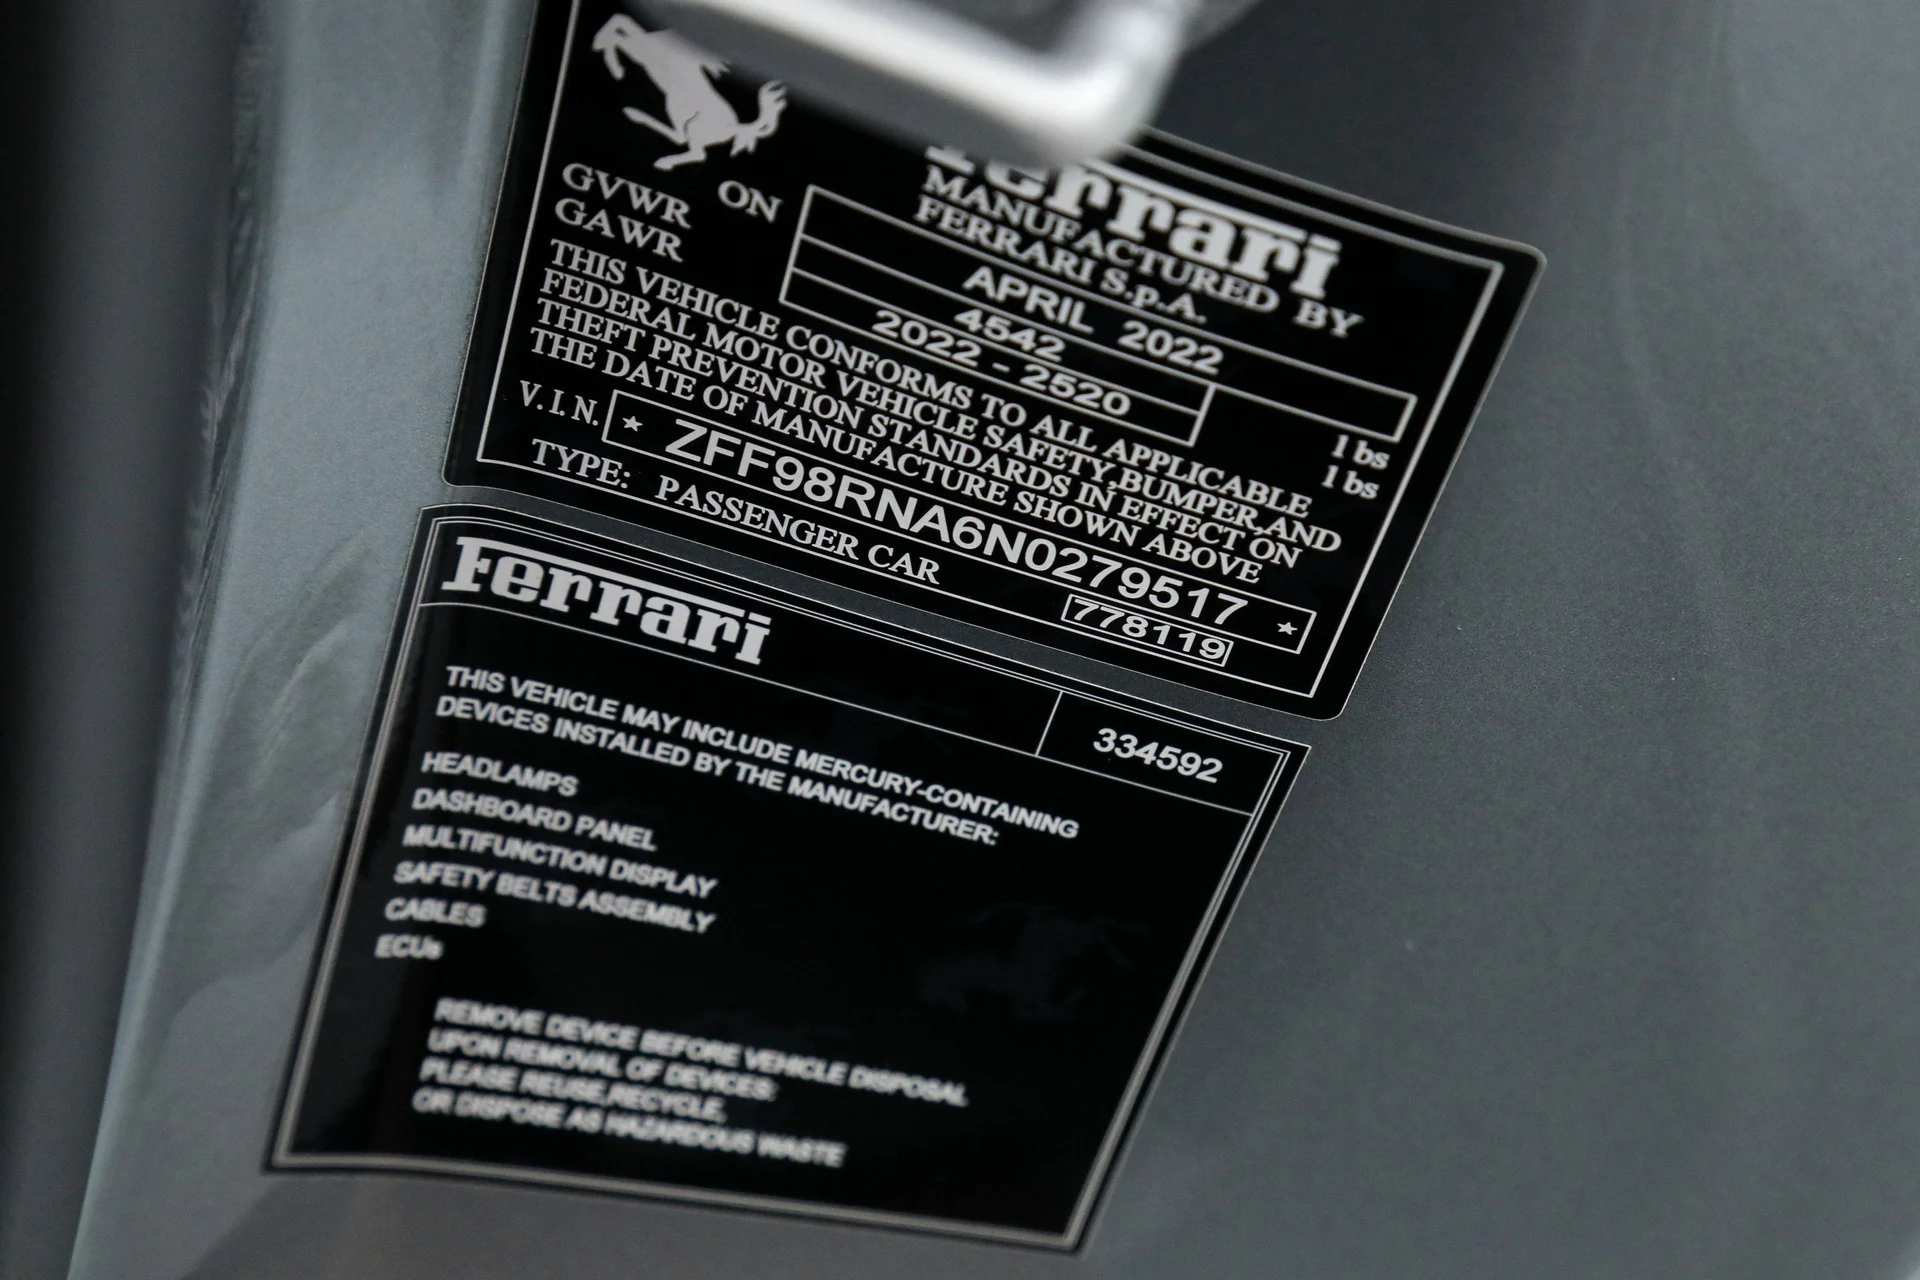 Ferrari
MANUFACTURED BY
FERRARI S.p.A.
ON APRIL 2022
GVWR 4542 lbs
GAWR 2022 - 2520 lbs
THIS VEHICLE CONFORMS TO ALL APPLICABLE
FEDERAL MOTOR VEHICLE SAFETY,BUMPER,AND
THEFT PREVENTION STANDARDS IN EFFECT ON
THE DATE OF MANUFACTURE SHOWN ABOVE
V.I.N. ★ ZFF98RNA6N0279517 ★
TYPE: PASSENGER CAR 778119
Ferrari
334592
THIS VEHICLE MAY INCLUDE MERCURY-CONTAINING
DEVICES INSTALLED BY THE MANUFACTURER:
HEADLAMPS
DASHBOARD PANEL
MULTIFUNCTION DISPLAY
SAFETY BELTS ASSEMBLY
CABLES
ECUs
REMOVE DEVICE BEFORE VEHICLE DISPOSAL
UPON REMOVAL OF DEVICES:
PLEASE REUSE,RECYCLE,
OR DISPOSE AS HAZARDOUS WASTE